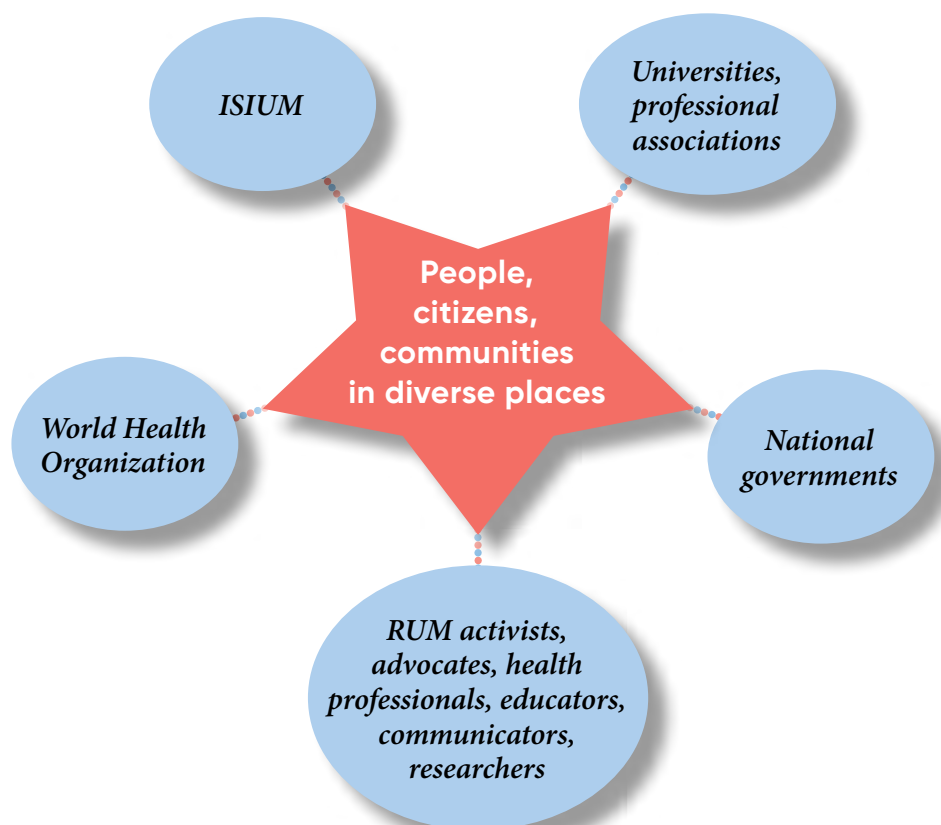 ISIUM
Universities,
professional
associations
People,
citizens,
communities
in diverse places
World Health
Organization
National
governments
RUM activists,
advocates, health
professionals, educators,
communicators,
researchers